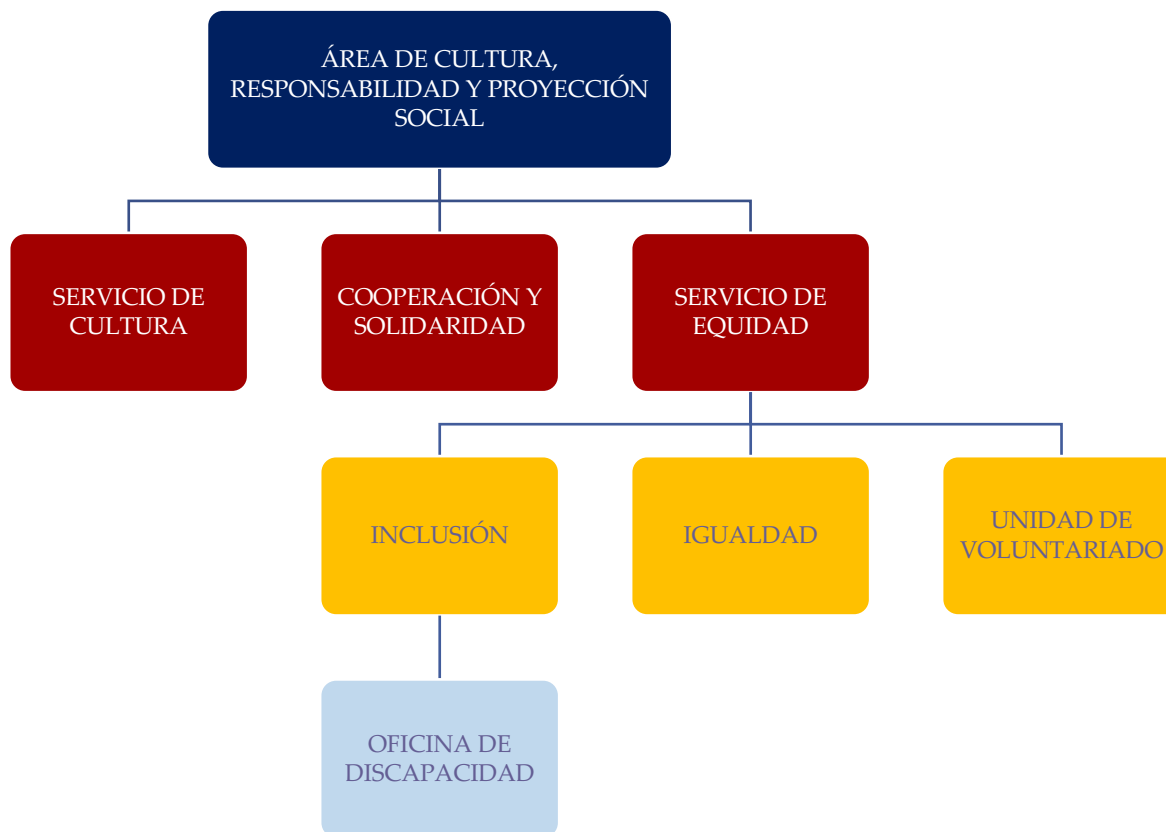 ÁREA DE CULTURA,
RESPONSABILIDAD Y PROYECCIÓN
SOCIAL
SERVICIO DE
CULTURA
COOPERACIÓN Y
SOLIDARIDAD
SERVICIO DE
EQUIDAD
INCLUSIÓN
IGUALDAD
UNIDAD DE
VOLUNTARIADO
OFICINA DE
DISCAPACIDAD